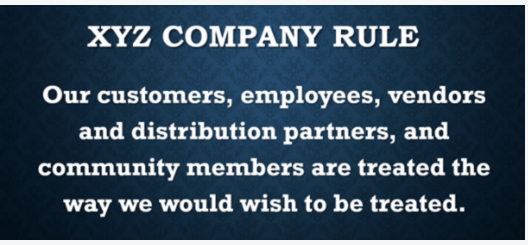 XYZ COMPANY RULE
Our customers, employees, vendors
and distribution partners, and
community members are treated the
way we would wish to be treated.